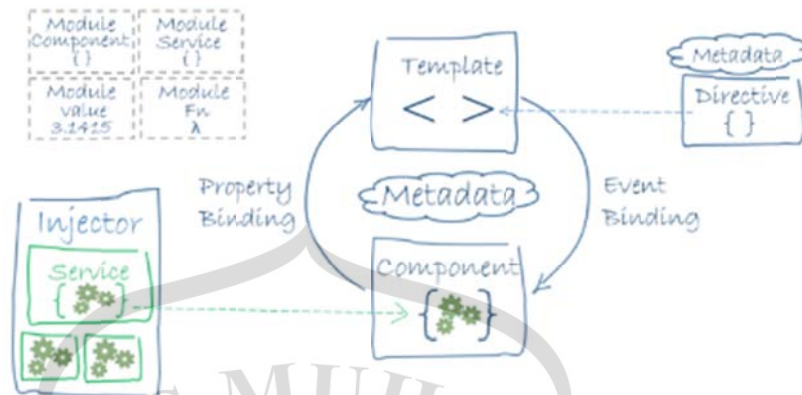 Module
Component
{ }
Module
Service
{ }
Module
value
3.1415
Module
Fn
λ
Template
< >
Metadata
Directive
{ }
Property
Binding
Metadata
Event
Binding
Injector
Service
{ }
Component
{ }
S MUH